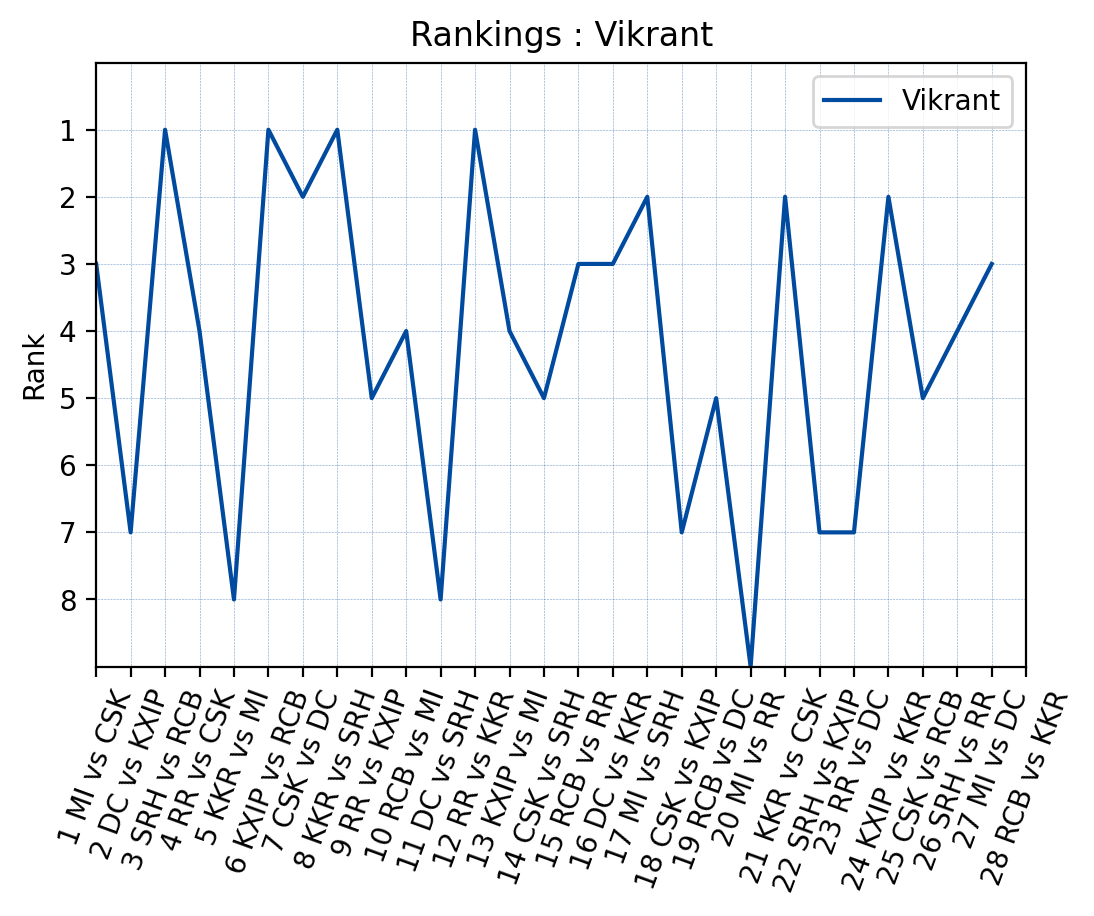 Rankings : Vikrant
Vikrant
Rank
1
2
3
4
5
6
7
8
1 MI vs CSK
2 DC vs KXIP
3 SRH vs RCB
4 RR vs CSK
5 KKR vs MI
6 KXIP vs RCB
7 CSK vs DC
8 KKR vs SRH
9 RR vs KXIP
10 RCB vs MI
11 DC vs SRH
12 RR vs KKR
13 KXIP vs MI
14 CSK vs SRH
15 RCB vs RR
16 DC vs KKR
17 MI vs SRH
18 CSK vs KXIP
19 RCB vs DC
20 MI vs RR
21 KKR vs CSK
22 SRH vs KXIP
23 RR vs DC
24 KXIP vs KKR
25 CSK vs RCB
26 SRH vs RR
27 MI vs DC
28 RCB vs KKR